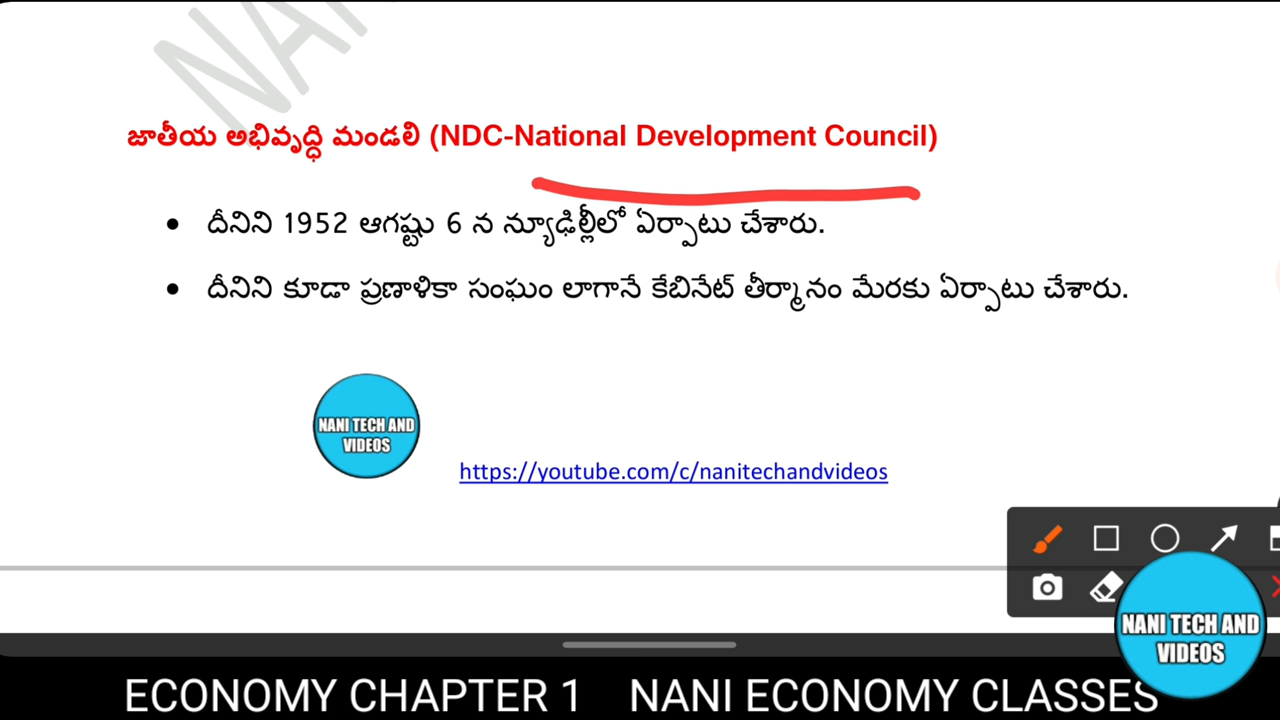 జాతీయ అభివృద్ధి మండలి (NDC-National Development Council)
• దీనిని 1952 ఆగష్టు 6 న న్యూఢిల్లీలో ఏర్పాటు చేశారు.
• దీనిని కూడా ప్రణాళికా సంఘం లాగానే కేబినేట్ తీర్మానం మేరకు ఏర్పాటు చేశారు.
NANI TECH AND
VIDEOS
https://youtube.com/c/nanitechandvideos
NANI TECH AND
VIDEOS
ECONOMY CHAPTER 1 NANI ECONOMY CLASSES